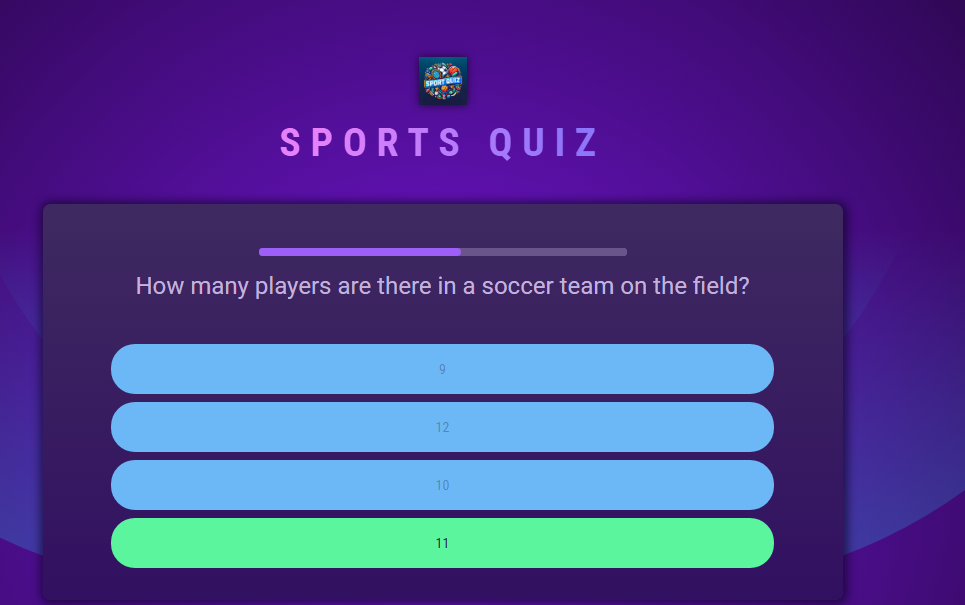 SPORT QUIZ
SPORTS QUIZ
How many players are there in a soccer team on the field?
9
12
10
11